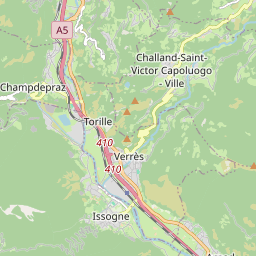 A5
Challand-Saint-
Victor Capoluogo
- Ville
Champdepraz
Torille
410
Verrès
410
Issogne